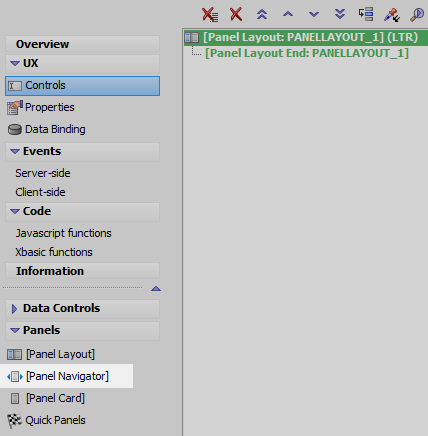 Overview
UX
Controls
Properties
Data Binding
Events
Server-side
Client-side
Code
Javascript functions
Xbasic functions
Information
Data Controls
Panels
[Panel Layout]
[Panel Navigator]
[Panel Card]
Quick Panels
[Panel Layout: PANELLAYOUT_1] (LTR)
[Panel Layout End: PANELLAYOUT_1]